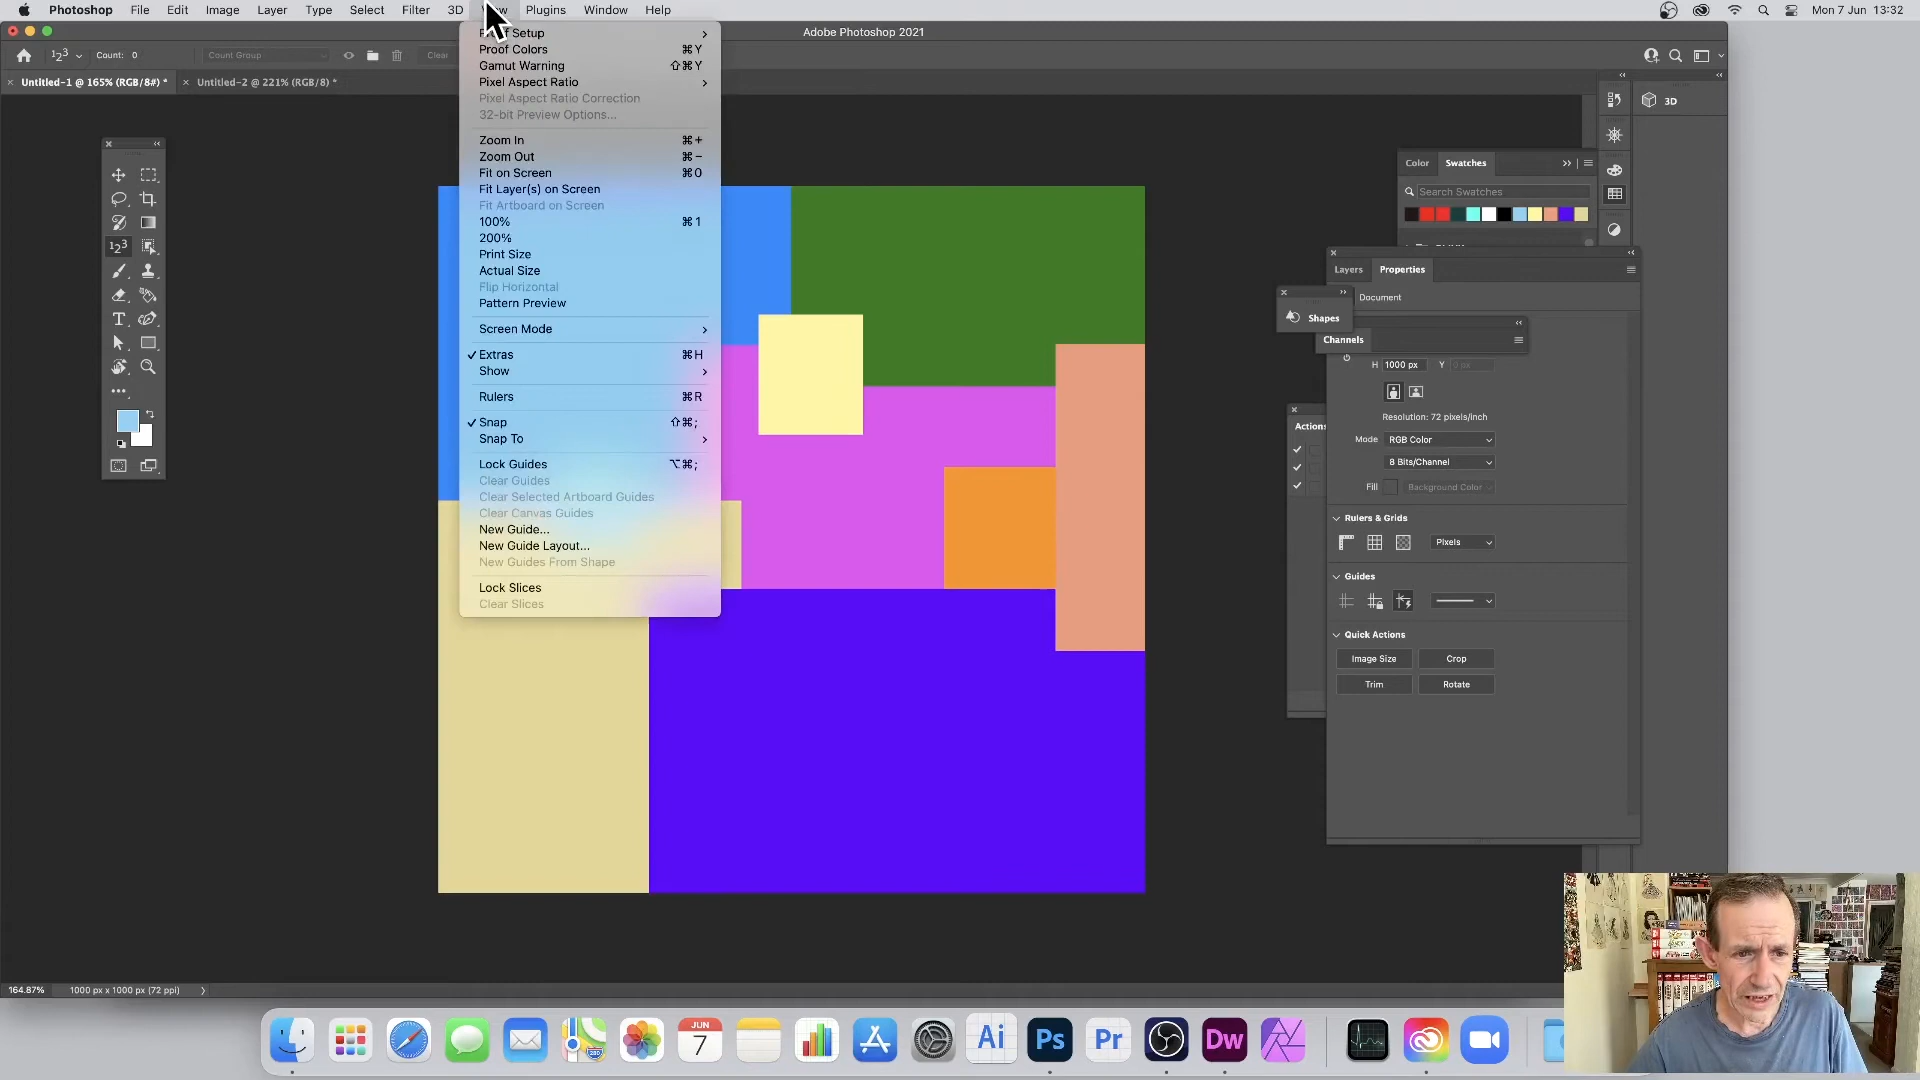 Photoshop File Edit Image Layer Type Select Filter 3D Plugins Window Help Mon 7 Jun 13:32
Adobe Photoshop 2021
Count: 0 Count Group Clear
Untitled-1 @ 165% (RGB/8#) * Untitled-2 @ 221% (RGB/8) *
Setup
Proof Colors ⌘Y
Gamut Warning ⇧⌘Y
Pixel Aspect Ratio
Pixel Aspect Ratio Correction
32-bit Preview Options...
Zoom In ⌘+
Zoom Out ⌘−
Fit on Screen ⌘0
Fit Layer(s) on Screen
Fit Artboard on Screen
100% ⌘1
200%
Print Size
Actual Size
Flip Horizontal
Pattern Preview
Screen Mode
✓ Extras ⌘H
Show
Rulers ⌘R
✓ Snap ⇧⌘;
Snap To
Lock Guides ⌥⌘;
Clear Guides
Clear Selected Artboard Guides
Clear Canvas Guides
New Guide...
New Guide Layout...
New Guides From Shape
Lock Slices
Clear Slices
3D
Color Swatches
Search Swatches
Layers Properties
Document
Shapes
Channels
H 1000 px Y 0 px
Resolution: 72 pixels/inch
Actions
Mode RGB Color
8 Bits/Channel
Fill Background Color
Rulers & Grids
Pixels
Guides
Quick Actions
Image Size Crop
Trim Rotate
164.87% 1000 px x 1000 px (72 ppi)
JUN
7
280
Ai Ps Pr Dw